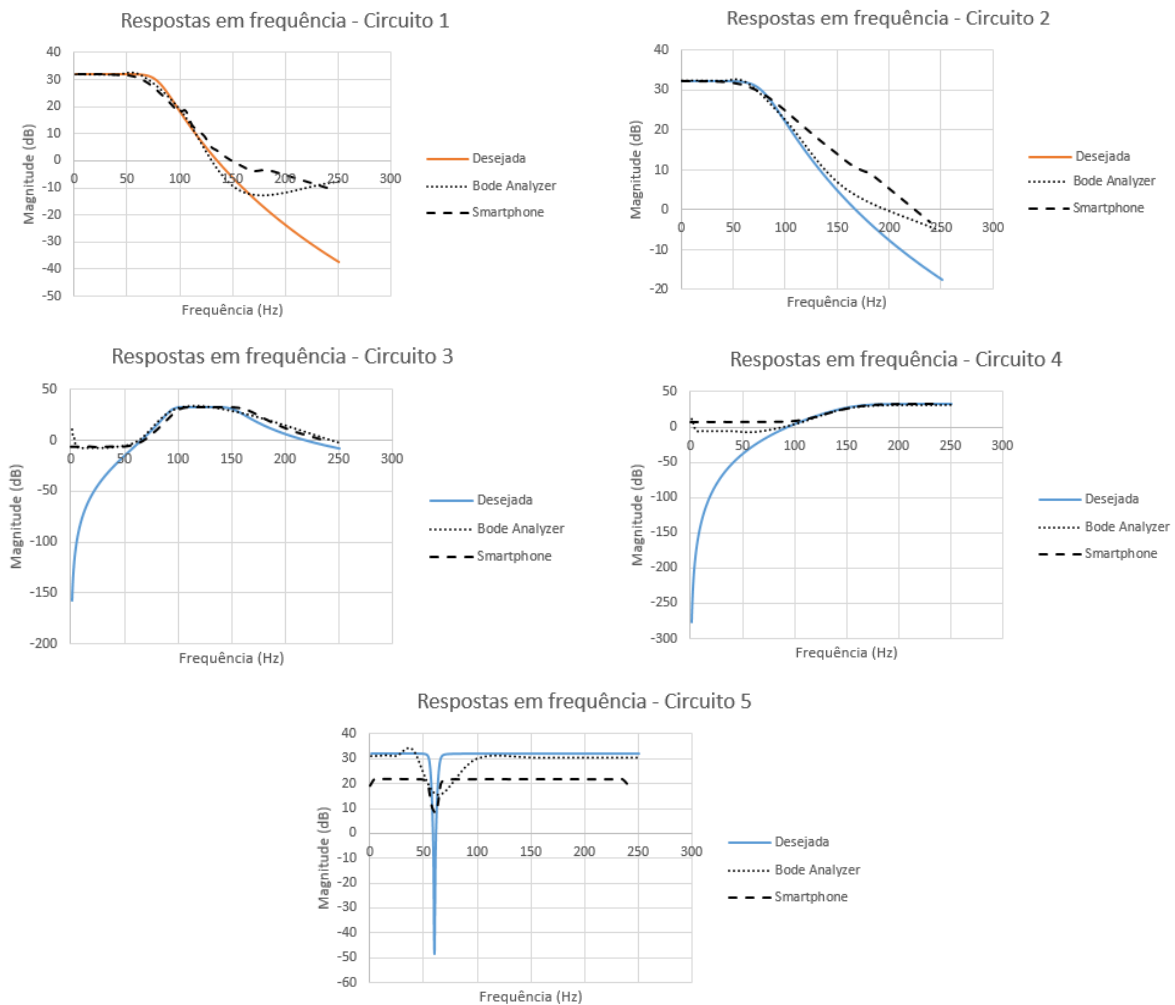 Respostas em frequência - Circuito 1
40
30
20
10
0
-10
-20
-30
-40
-50
0 50 100 150 200 250 300
Magnitude (dB)
Frequência (Hz)
Desejada
Bode Analyzer
Smartphone
Respostas em frequência - Circuito 2
40
30
20
10
0
-10
-20
0 50 100 150 200 250 300
Magnitude (dB)
Frequência (Hz)
Desejada
Bode Analyzer
Smartphone
Respostas em frequência - Circuito 3
50
0
-50
-100
-150
-200
0 50 100 150 200 250 300
Magnitude (dB)
Frequência (Hz)
Desejada
Bode Analyzer
Smartphone
Respostas em frequência - Circuito 4
50
0
-50
-100
-150
-200
-250
-300
0 50 100 150 200 250 300
Magnitude (dB)
Frequência (Hz)
Desejada
Bode Analyzer
Smartphone
Respostas em frequência - Circuito 5
40
30
20
10
0
-10
-20
-30
-40
-50
-60
0 50 100 150 200 250 300
Magnitude (dB)
Frequência (Hz)
Desejada
Bode Analyzer
Smartphone